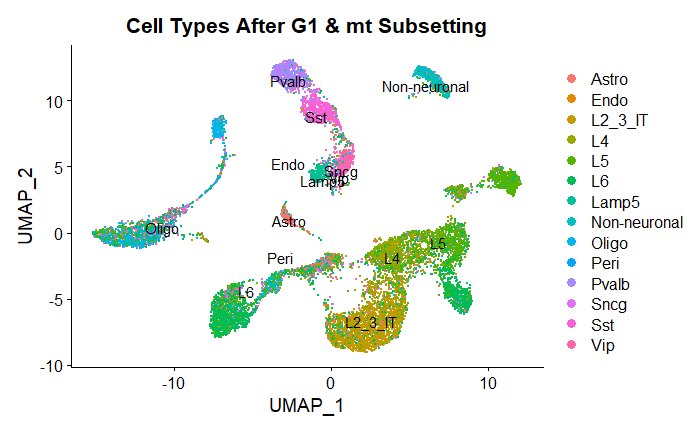 Cell Types After G1 & mt Subsetting
UMAP_2
10
5
0
-5
-10
-10
0
10
UMAP_1
Pvalb
Non-neuronal
Sst
Endo
Sncg
Vip
Lamp5
Astro
Oligo
L5
L4
Peri
L6
L2_3_IT
Astro
Endo
L2_3_IT
L4
L5
L6
Lamp5
Non-neuronal
Oligo
Peri
Pvalb
Sncg
Sst
Vip